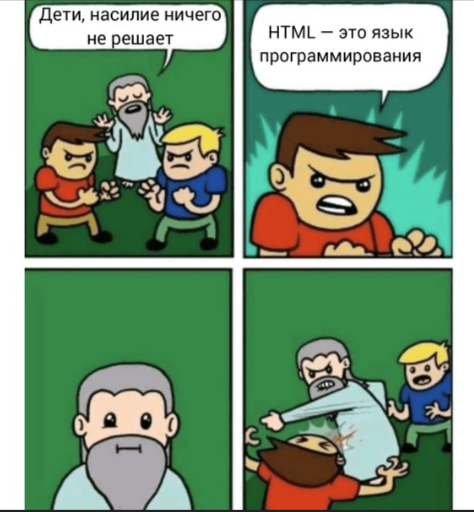 Дети, насилие ничего
не решает
HTML – это язык
программирования